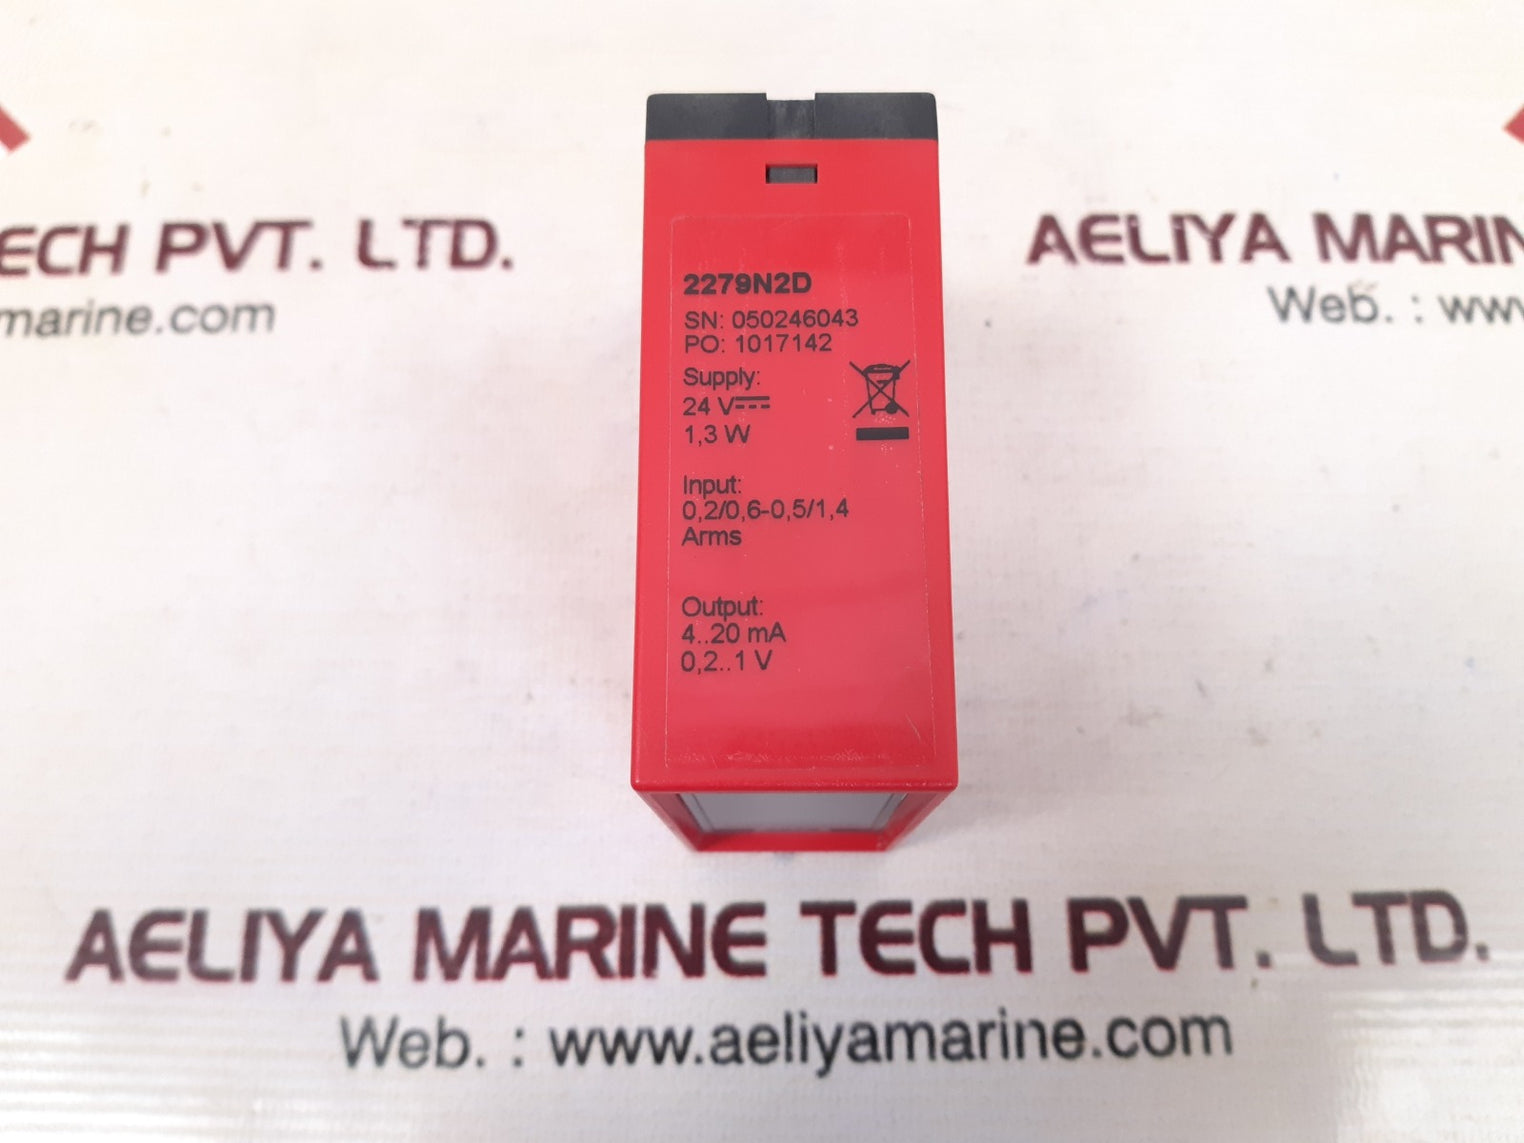 ECH PVT. LTD.
marine.com
AELIYA MARIN
Web. : www
2279N2D
SN: 050246043
PO: 1017142
Supply:
24 V
1,3 W
Input:
0,2/0,6-0,5/1,4
Arms
Output:
4..20 mA
0,2..1 V
AELIYA MARINE TECH PVT. LTD.
Web. : www.aeliyamarine.com